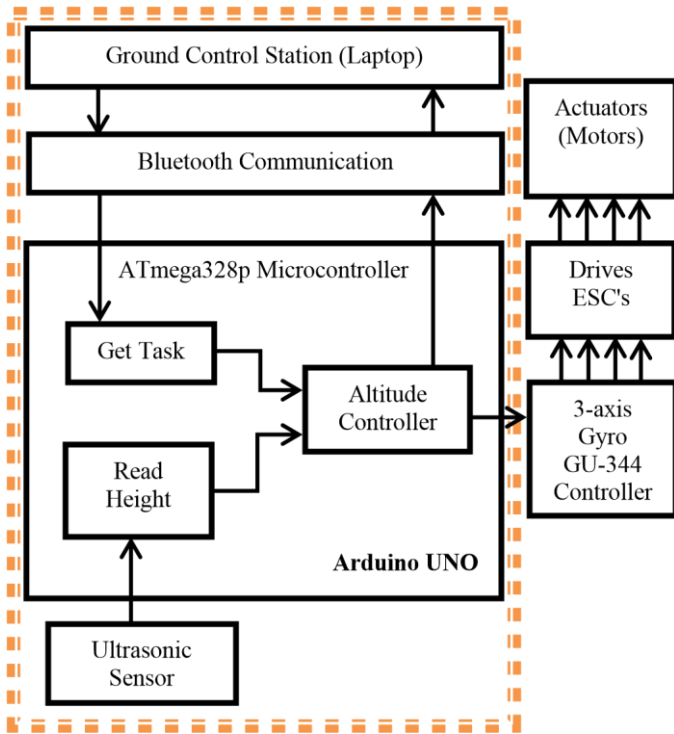 Ground Control Station (Laptop)
Bluetooth Communication
ATmega328p Microcontroller
Get Task
Altitude
Controller
Read
Height
Arduino UNO
Ultrasonic
Sensor
Actuators
(Motors)
Drives
ESC's
3-axis
Gyro
GU-344
Controller